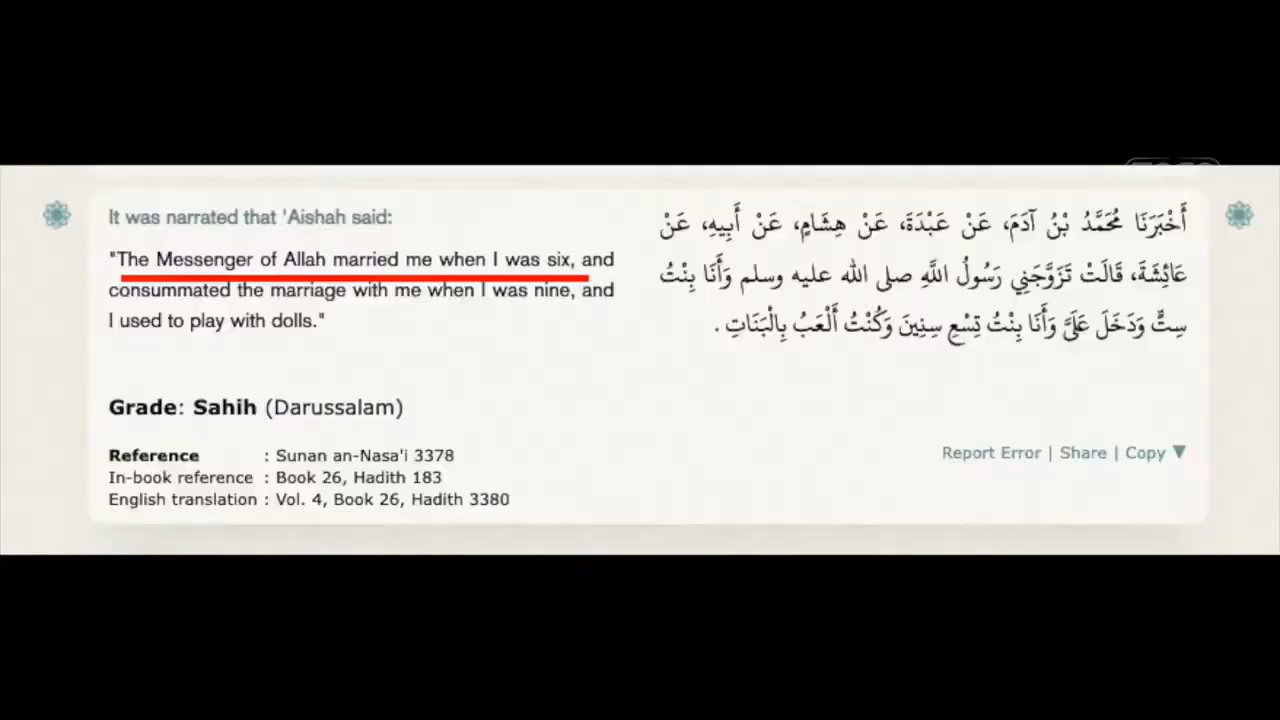 It was narrated that 'Aishah said:
"The Messenger of Allah married me when I was six, and
consummated the marriage with me when I was nine, and
I used to play with dolls."
أَخْبَرَنَا مُحَمَّدُ بْنُ آدَمَ، عَنْ عَبْدَةَ، عَنْ هِشَامٍ، عَنْ أَبِيهِ، عَنْ
عَائِشَةَ، قَالَتْ تَزَوَّجَنِي رَسُولُ اللَّهِ صلى الله عليه وسلم وَأَنَا بِنْتُ
سِتٍّ وَدَخَلَ عَلَىَّ وَأَنَا بِنْتُ تِسْعِ سِنِينَ وَكُنْتُ أَلْعَبُ بِالْبَنَاتِ ‏.‏
Grade: Sahih (Darussalam)
Reference : Sunan an-Nasa'i 3378
In-book reference : Book 26, Hadith 183
English translation : Vol. 4, Book 26, Hadith 3380
Report Error | Share | Copy ▼